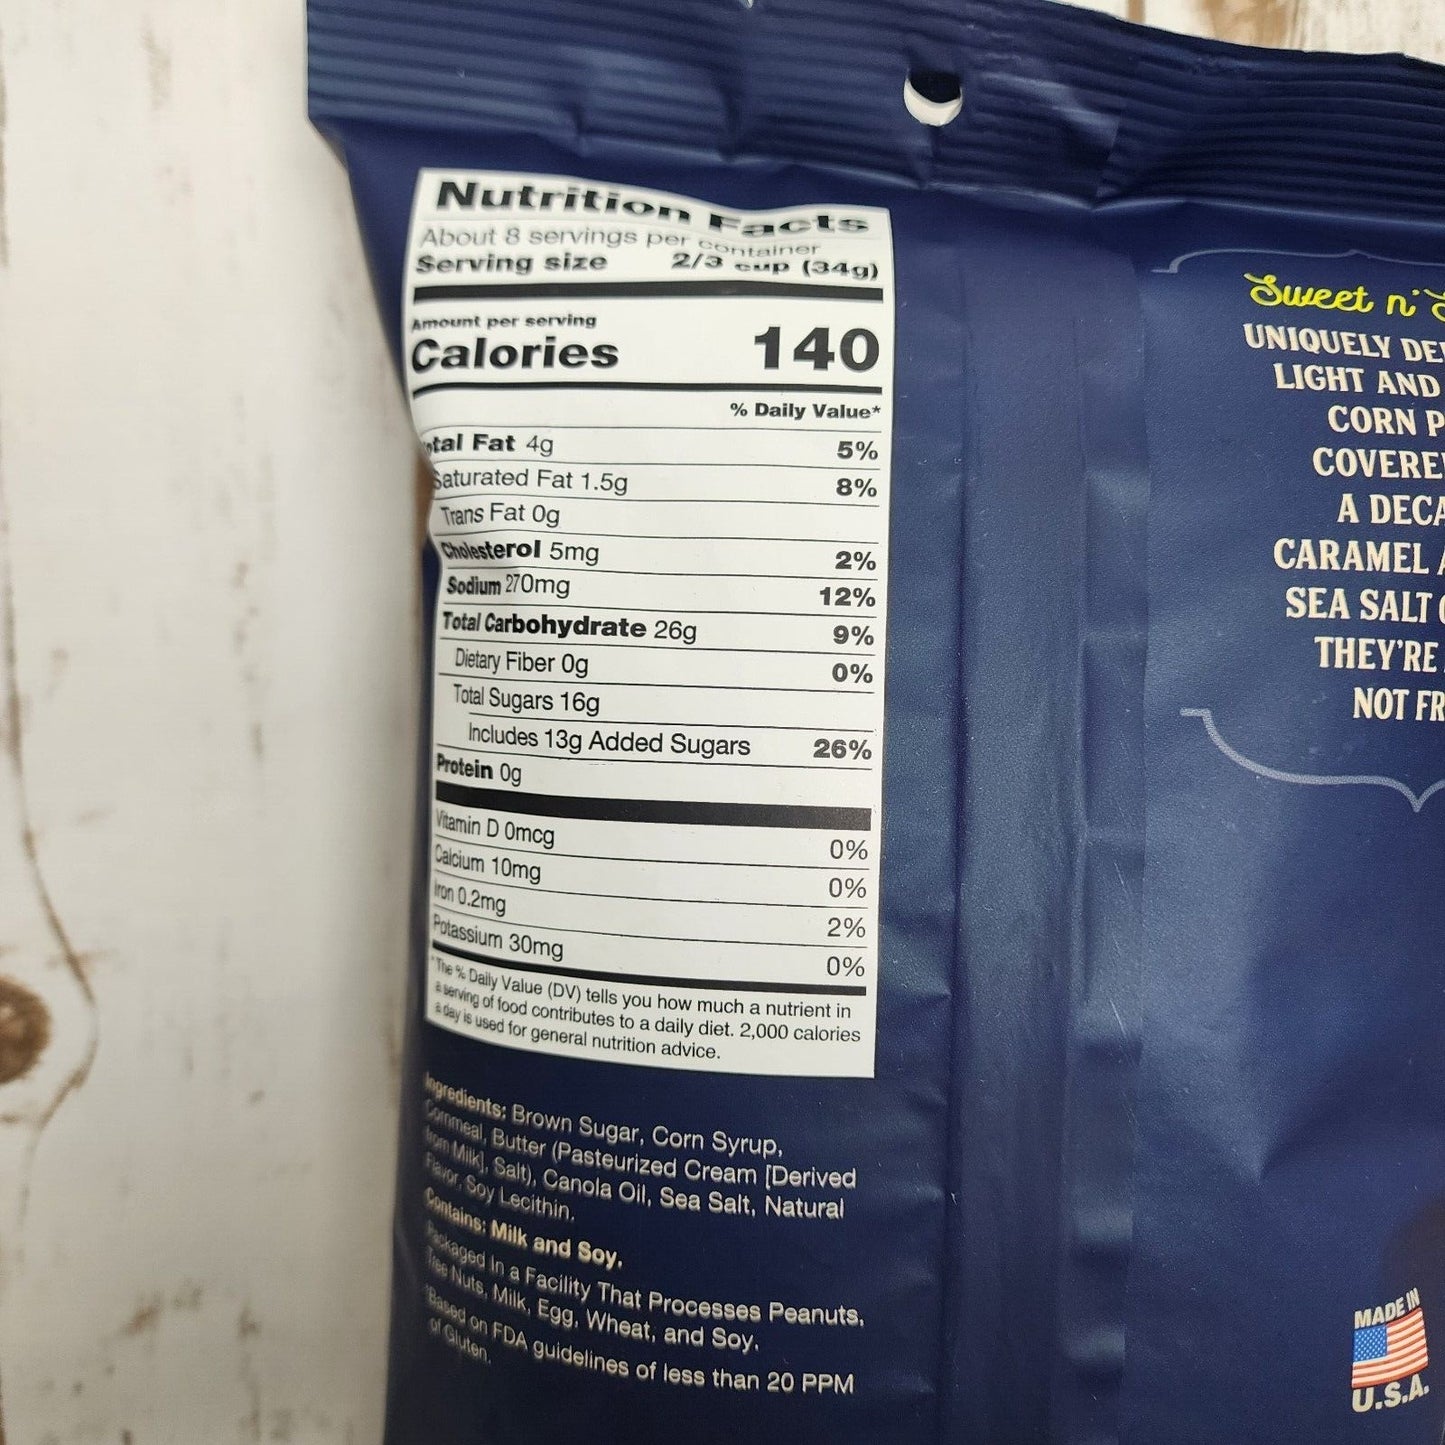 Nutrition Facts
About 8 servings per container
Serving size 2/3 cup (34g)
Amount per serving
Calories 140
% Daily Value*
tal Fat 4g 5%
Saturated Fat 1.5g 8%
Trans Fat 0g
Cholesterol 5mg 2%
Sodium 270mg 12%
Total Carbohydrate 26g 9%
Dietary Fiber 0g 0%
Total Sugars 16g
Includes 13g Added Sugars 26%
Protein 0g
Vitamin D 0mcg 0%
Calcium 10mg 0%
Iron 0.2mg 2%
Potassium 30mg 0%
*The % Daily Value (DV) tells you how much a nutrient in
a serving of food contributes to a daily diet. 2,000 calories
a day is used for general nutrition advice.
Ingredients: Brown Sugar, Corn Syrup,
Cornmeal, Butter (Pasteurized Cream [Derived
from Milk], Salt), Canola Oil, Sea Salt, Natural
Flavor, Soy Lecithin.
Contains: Milk and Soy.
Packaged In a Facility That Processes Peanuts,
Tree Nuts, Milk, Egg, Wheat, and Soy.
*Based on FDA guidelines of less than 20 PPM
of Gluten.
Sweet n'
UNIQUELY DE
LIGHT AND
CORN P
COVERE
A DECA
CARAMEL
SEA SALT
THEY'RE
NOT FR
MADE IN
U.S.A.